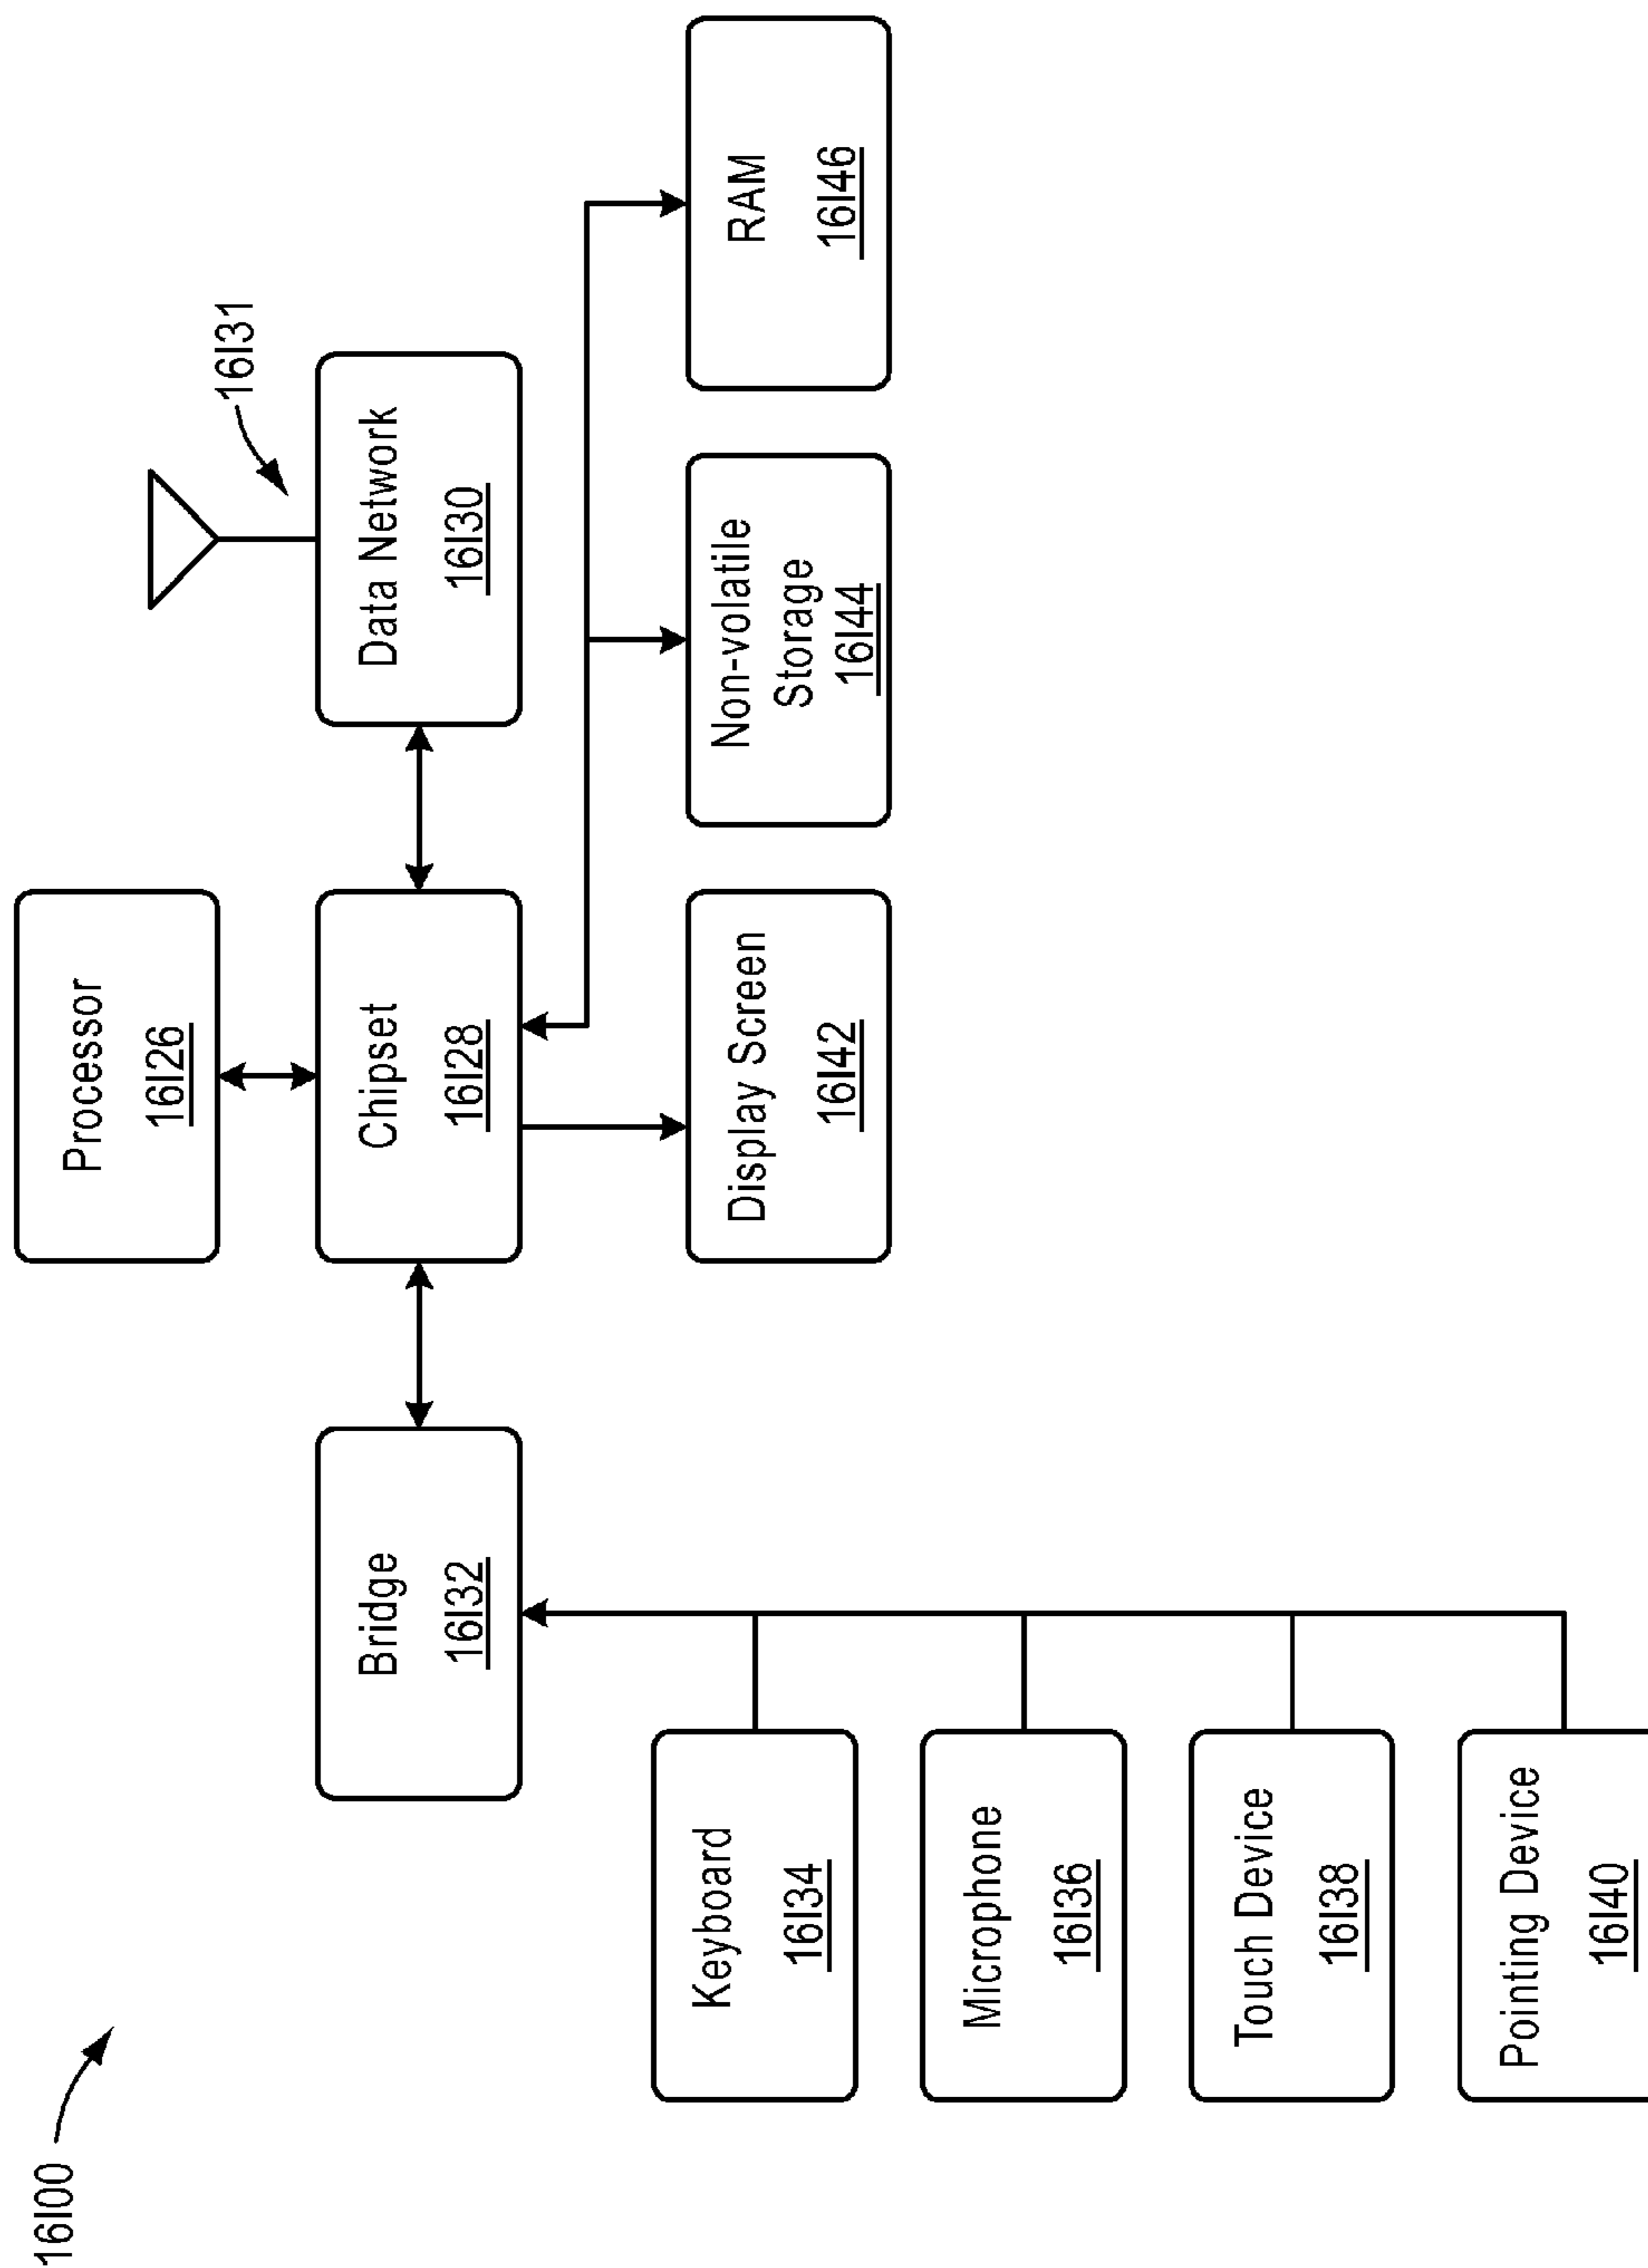 16I00
Processor
16I26
16I31
Bridge
16I32
Chipset
16I28
Data Network
16I30
Keyboard
16I34
Display Screen
16I42
Non-volatile
Storage
16I44
RAM
16I46
Microphone
16I36
Touch Device
16I38
Pointing Device
16I40